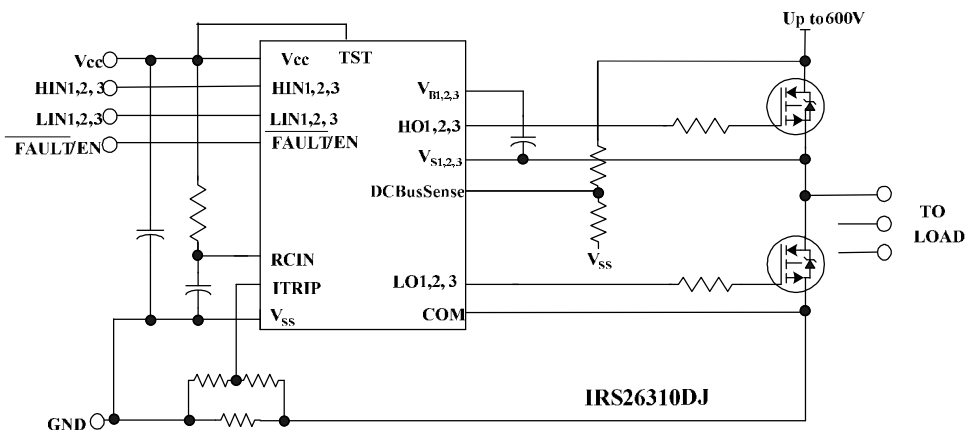 Up to 600V
Vcc
Vcc
TST
HIN1,2,3
HIN1,2,3
VB1,2,3
LIN1,2,3
LIN1,2,3
HO1,2,3
FAULT/EN
FAULT/EN
VS1,2,3
DCBusSense
TO
LOAD
VSS
RCIN
ITRIP
LO1,2,3
VSS
COM
IRS26310DJ
GND